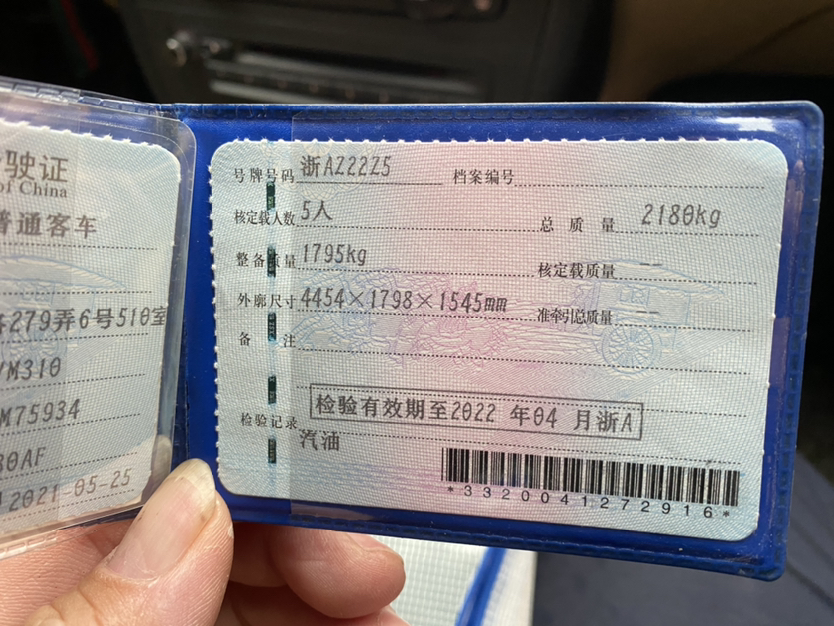 驶证
of China
普通客车
279弄6号510室
VM310
M75934
80AF
2021-05-25
号牌号码 浙AZ22Z5 档案编号
核定载人数 5人 总质量 2180kg
整备质量 1795kg 核定载质量 --
外廓尺寸 4454×1798×1545mm 准牵引总质量 --
备注
检验有效期至2022年04月浙A
检验记录
汽油
*3320041272916*